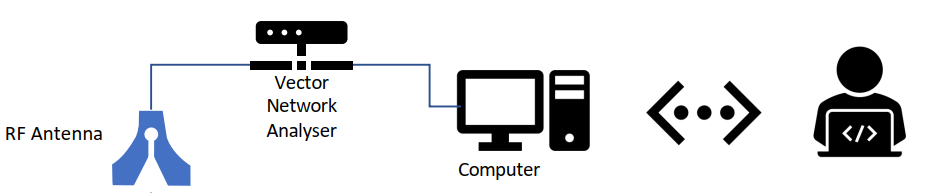 Vector
Network
Analyser
RF Antenna
Computer
</>